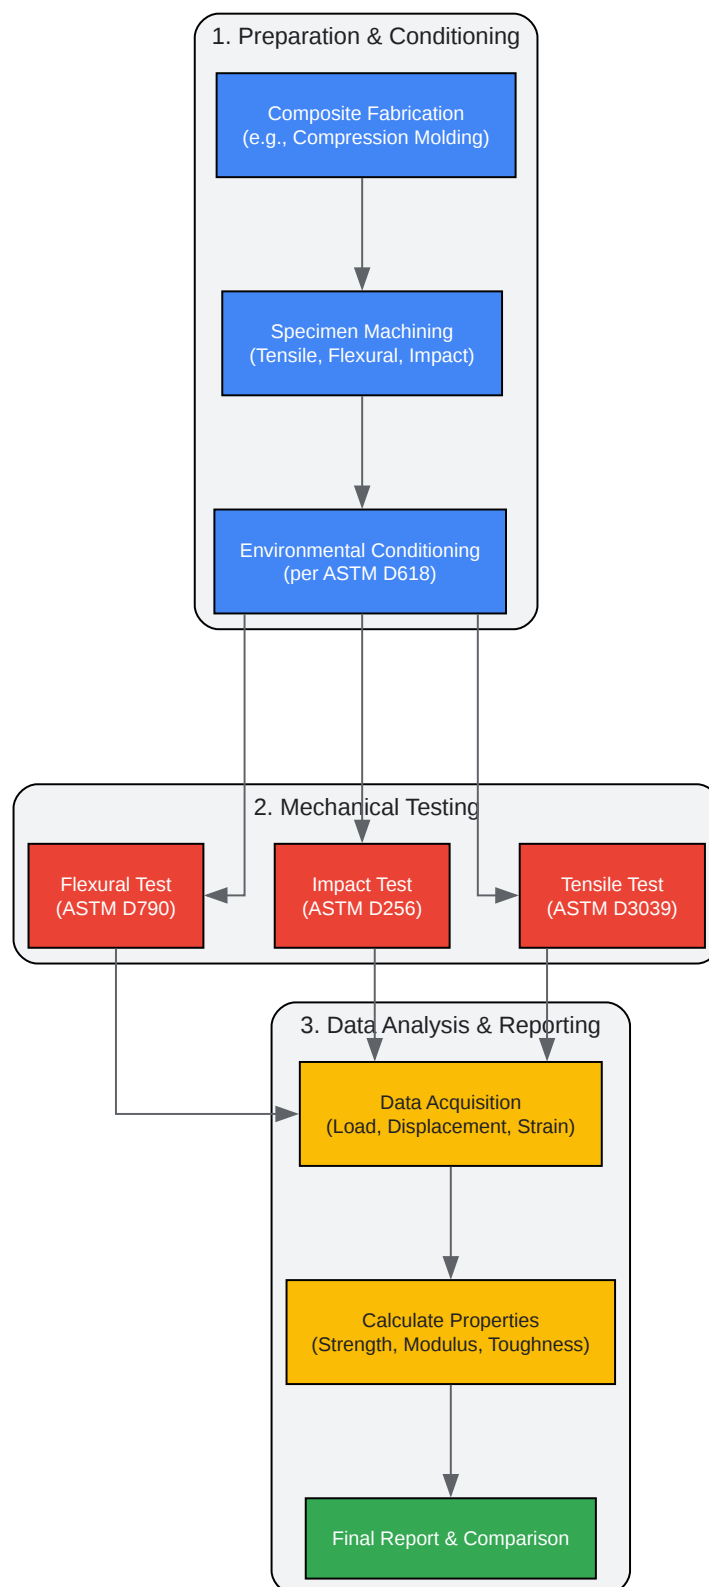 1. Preparation & Conditioning
Composite Fabrication
(e.g., Compression Molding)
Specimen Machining
(Tensile, Flexural, Impact)
Environmental Conditioning
(per ASTM D618)
2. Mechanical Testing
Flexural Test
(ASTM D790)
Impact Test
(ASTM D256)
Tensile Test
(ASTM D3039)
3. Data Analysis & Reporting
Data Acquisition
(Load, Displacement, Strain)
Calculate Properties
(Strength, Modulus, Toughness)
Final Report & Comparison